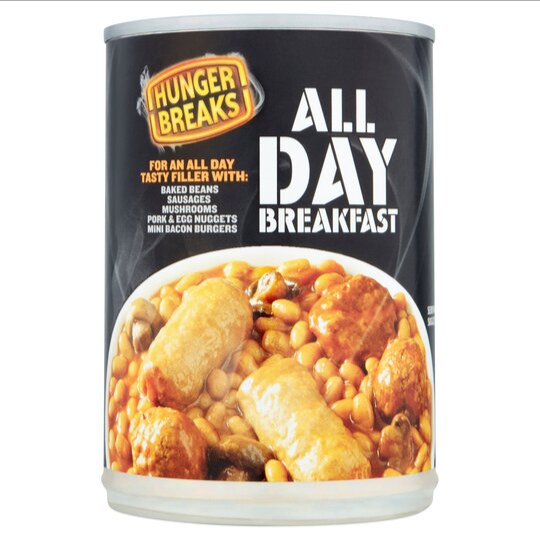 HUNGER
BREAKS
FOR AN ALL DAY
TASTY FILLER WITH:
BAKED BEANS
SAUSAGES
MUSHROOMS
PORK & EGG NUGGETS
MINI BACON BURGERS
ALL
DAY
BREAKFAST